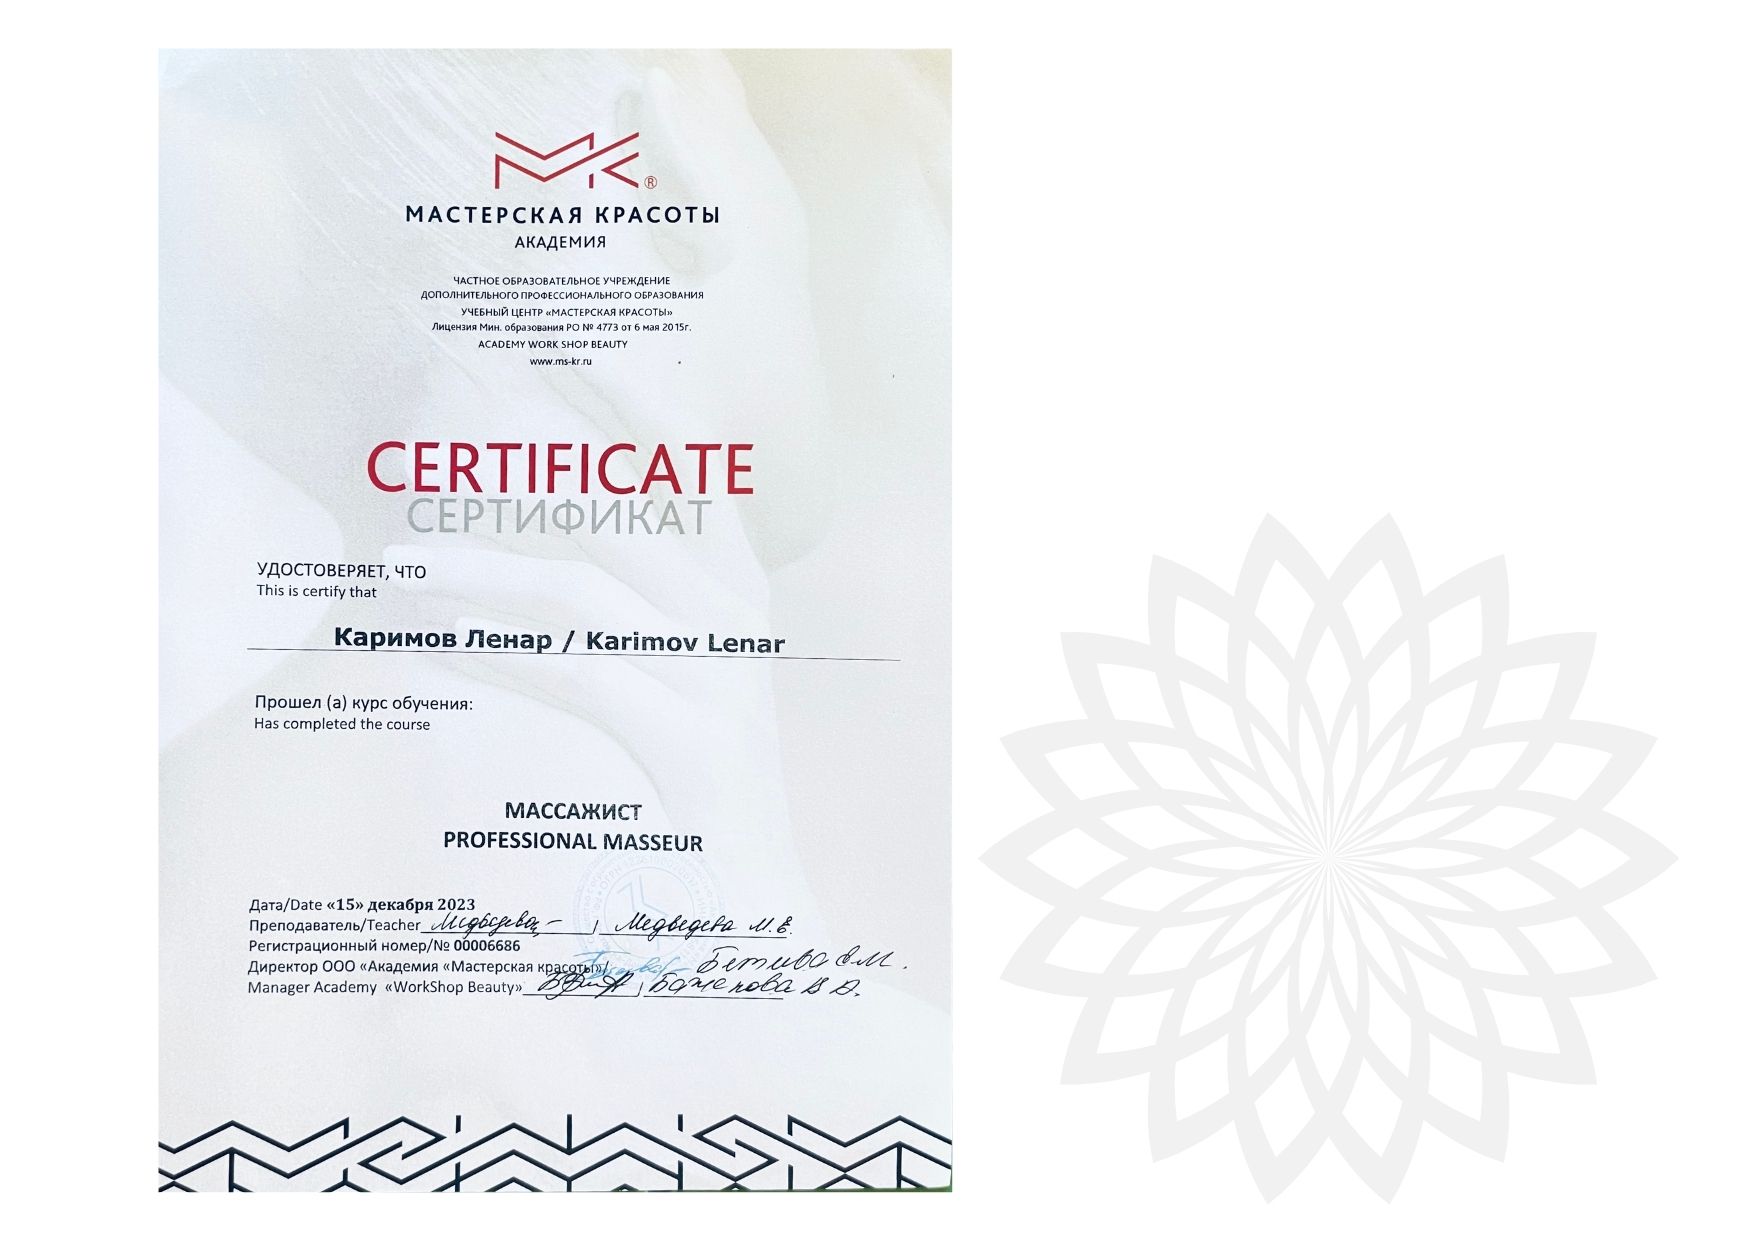 МК®
МАСТЕРСКАЯ КРАСОТЫ
АКАДЕМИЯ
ЧАСТНОЕ ОБРАЗОВАТЕЛЬНОЕ УЧРЕЖДЕНИЕ
ДОПОЛНИТЕЛЬНОГО ПРОФЕССИОНАЛЬНОГО ОБРАЗОВАНИЯ
УЧЕБНЫЙ ЦЕНТР «МАСТЕРСКАЯ КРАСОТЫ»
Лицензия Мин. образования РО № 4773 от 6 мая 2015г.
ACADEMY WORK SHOP BEAUTY
www.ms-kr.ru
CERTIFICATE
СЕРТИФИКАТ
УДОСТОВЕРЯЕТ, ЧТО
This is certify that
Каримов Ленар / Karimov Lenar
Прошел (а) курс обучения:
Has completed the course
МАССАЖИСТ
PROFESSIONAL MASSEUR
Дата/Date «15» декабря 2023
Преподаватель/Teacher Медведева М.Е.
Регистрационный номер/№ 00006686
Директор ООО «Академия «Мастерская красоты»/
Manager Academy «WorkShop Beauty»